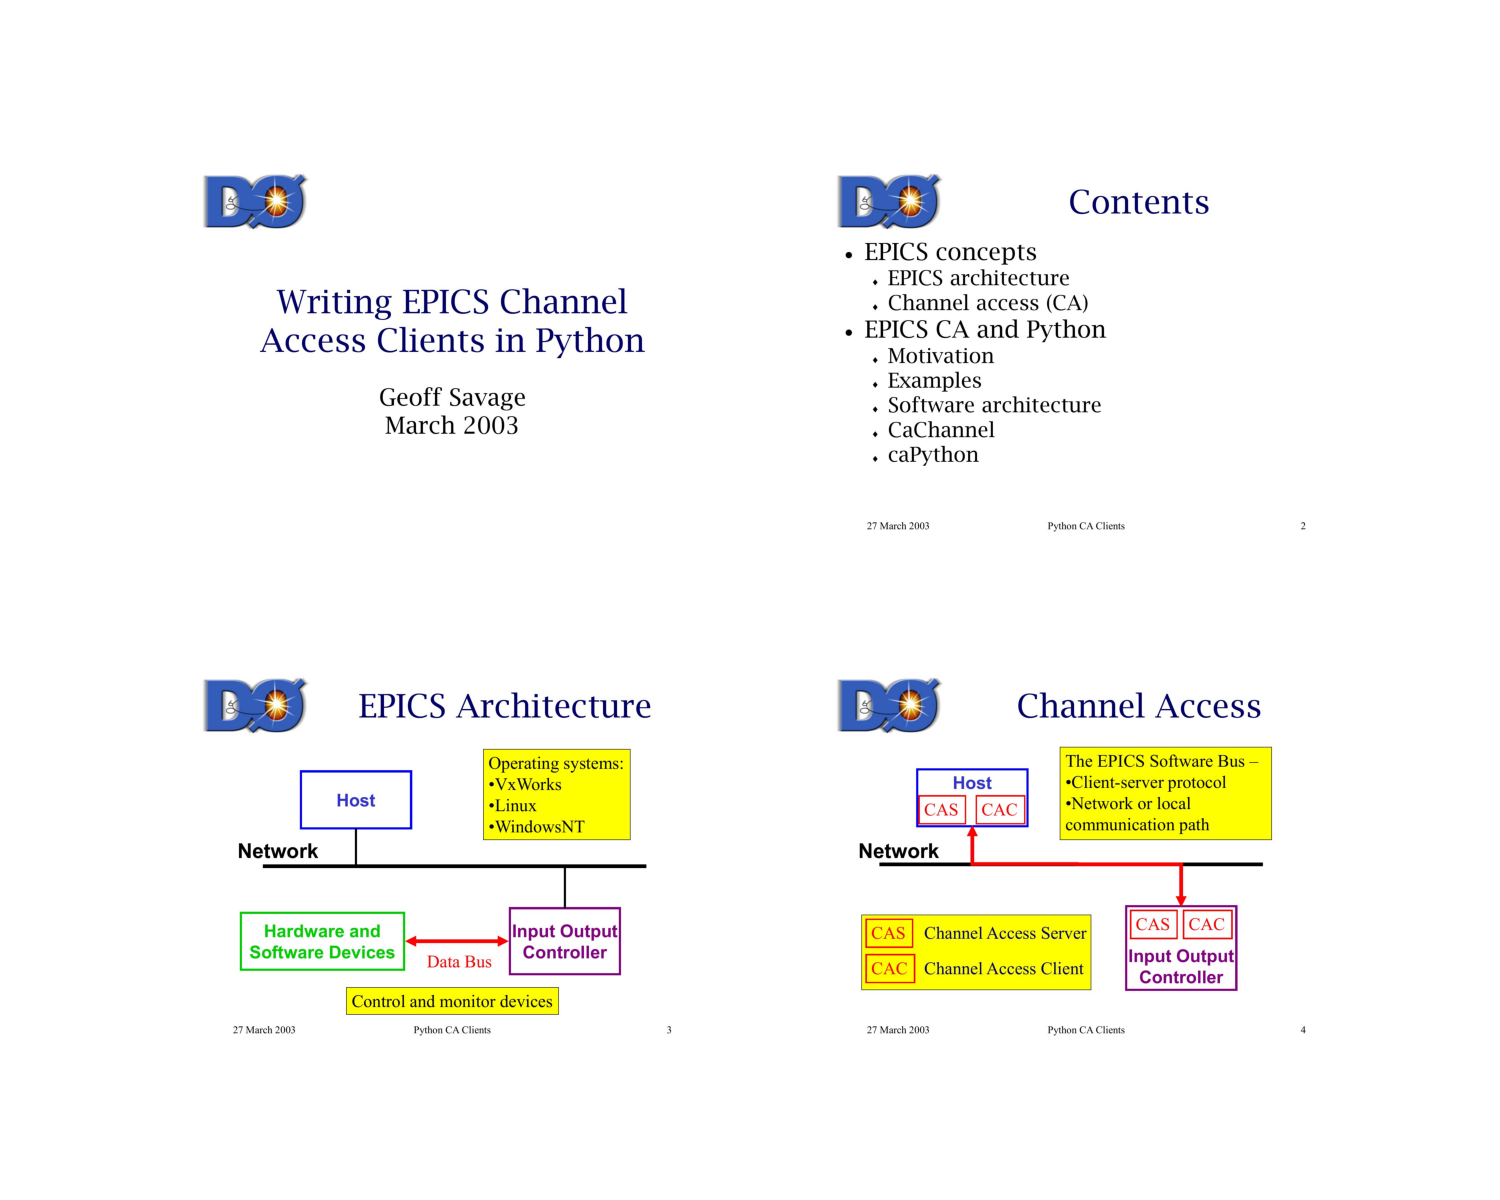 DØ
Writing EPICS Channel
Access Clients in Python
Geoff Savage
March 2003
DØ
Contents
• EPICS concepts
♦ EPICS architecture
♦ Channel access (CA)
• EPICS CA and Python
♦ Motivation
♦ Examples
♦ Software architecture
♦ CaChannel
♦ caPython
27 March 2003
Python CA Clients
2
DØ
EPICS Architecture
Operating systems:
•VxWorks
•Linux
•WindowsNT
Host
Network
Hardware and
Software Devices
Data Bus
Input Output
Controller
Control and monitor devices
27 March 2003
Python CA Clients
3
DØ
Channel Access
The EPICS Software Bus –
•Client-server protocol
•Network or local
communication path
Host
CAS
CAC
Network
CAS Channel Access Server
CAC Channel Access Client
CAS
CAC
Input Output
Controller
27 March 2003
Python CA Clients
4